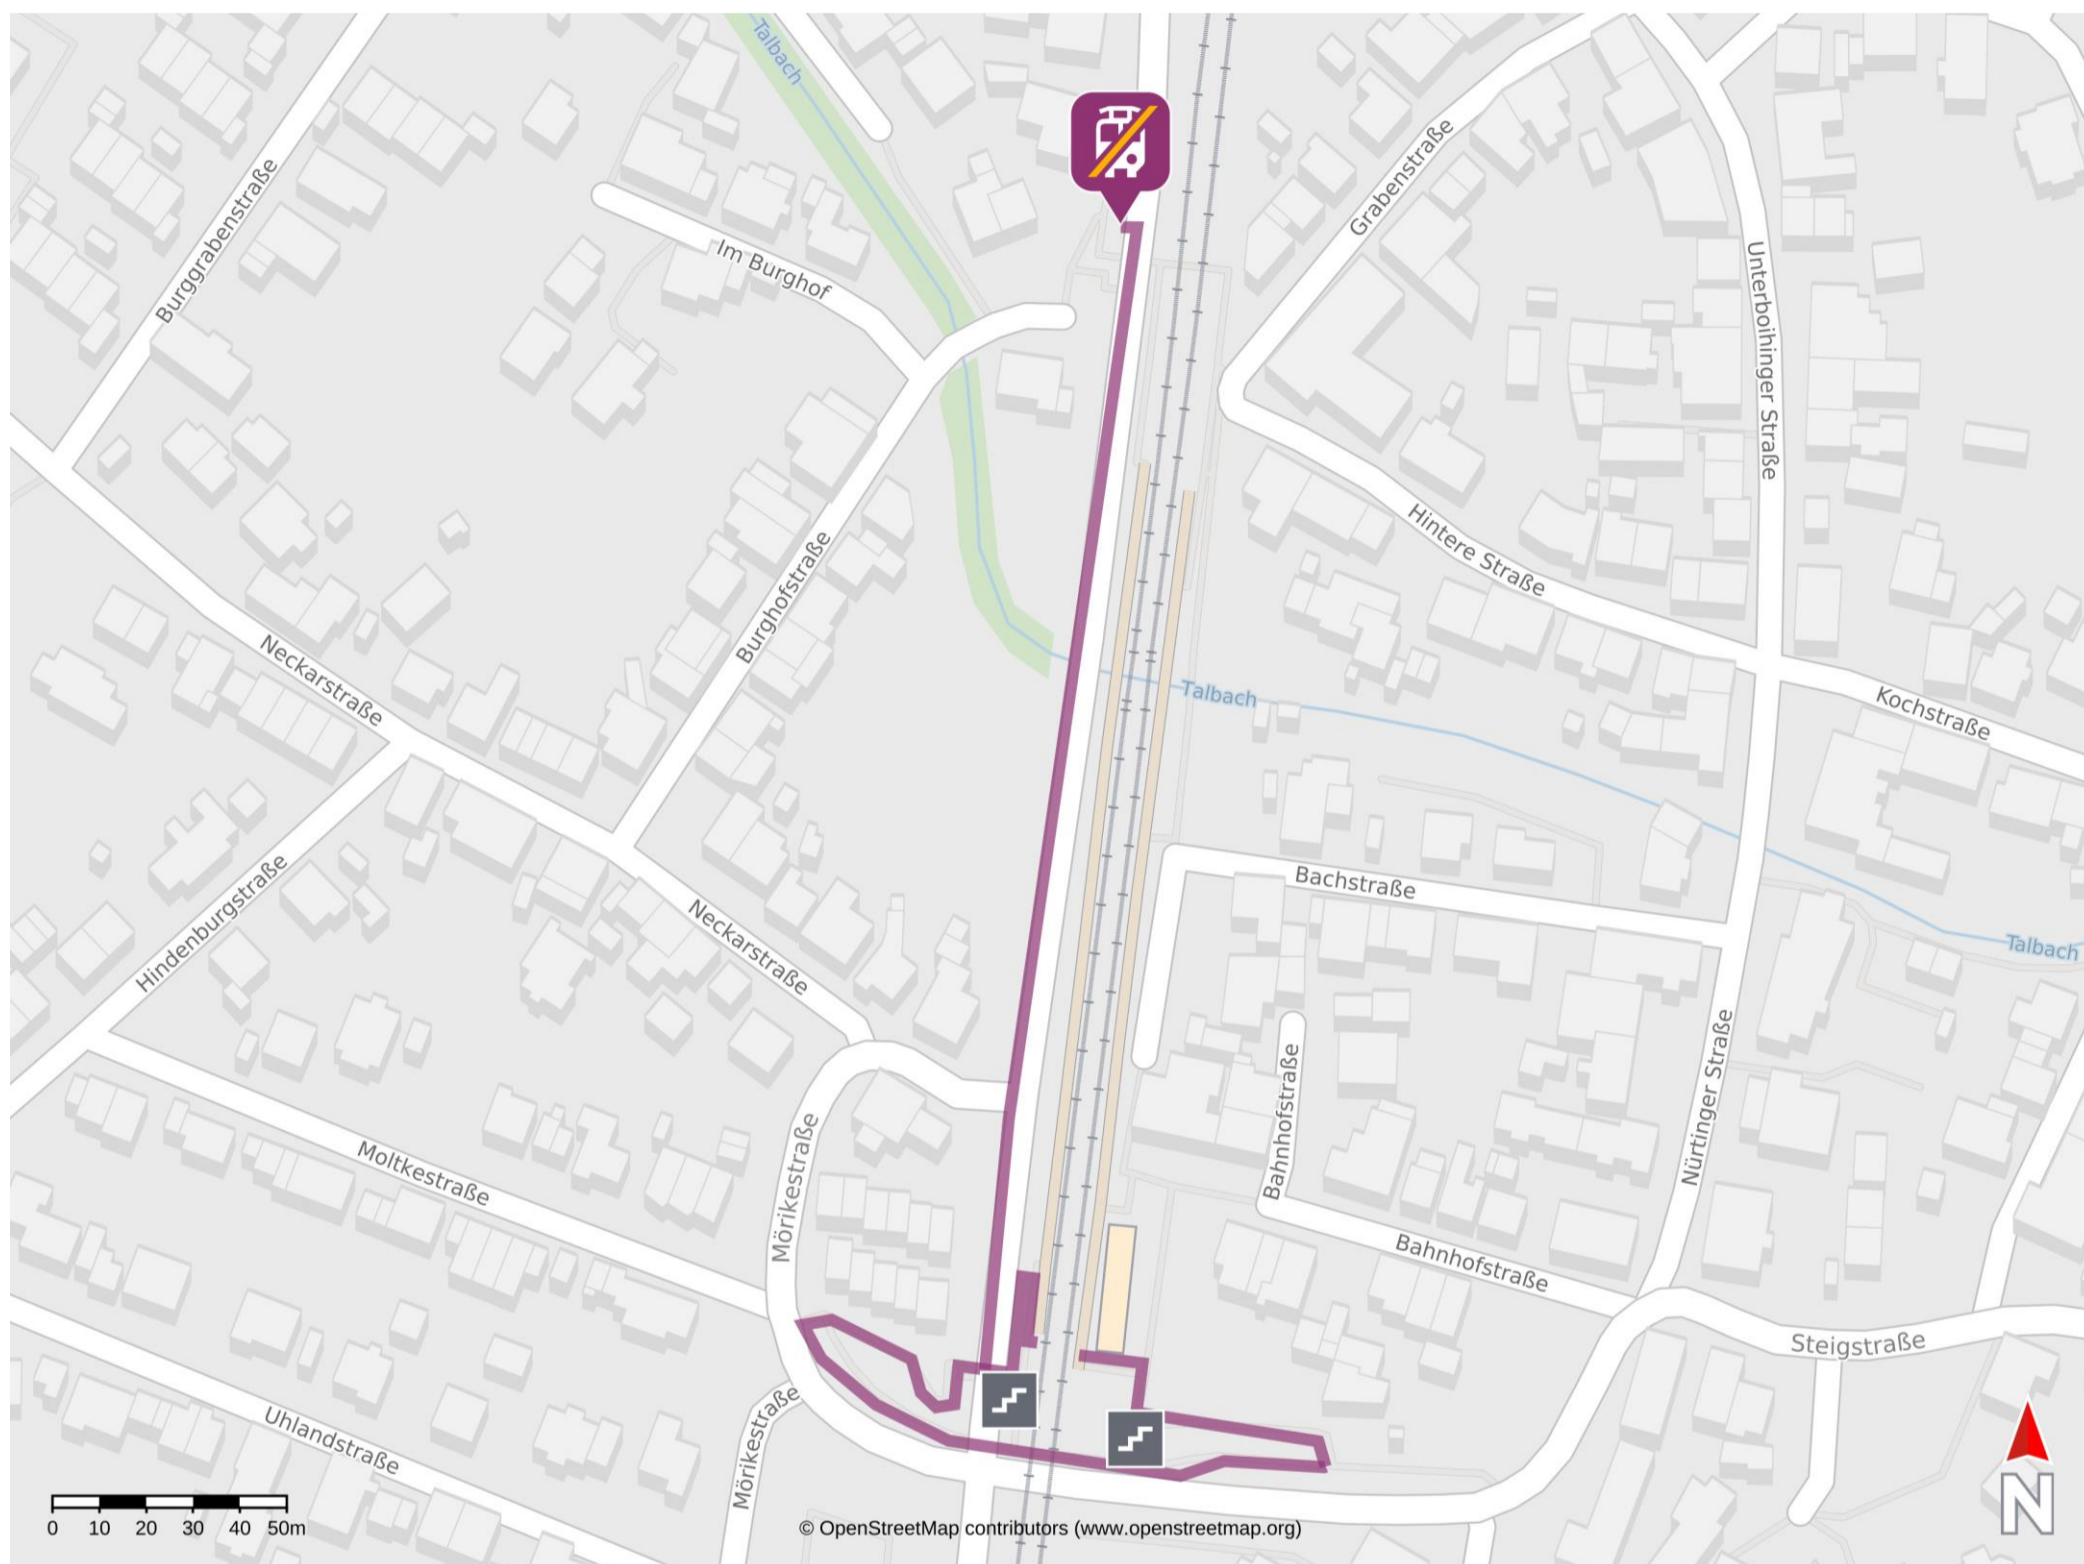 Talbach
Burggrabenstraße
Im Burghof
Grabenstraße
Unterboihinger Straße
Hintere Straße
Burghofstraße
Neckarstraße
Talbach
Kochstraße
Hindenburgstraße
Neckarstraße
Bachstraße
Talbach
Bahnhofstraße
Nürtinger Straße
Moltkestraße
Mörikestraße
Bahnhofstraße
Steigstraße
Uhlandstraße
Mörikestraße
N
0 10 20 30 40 50m
© OpenStreetMap contributors (www.openstreetmap.org)